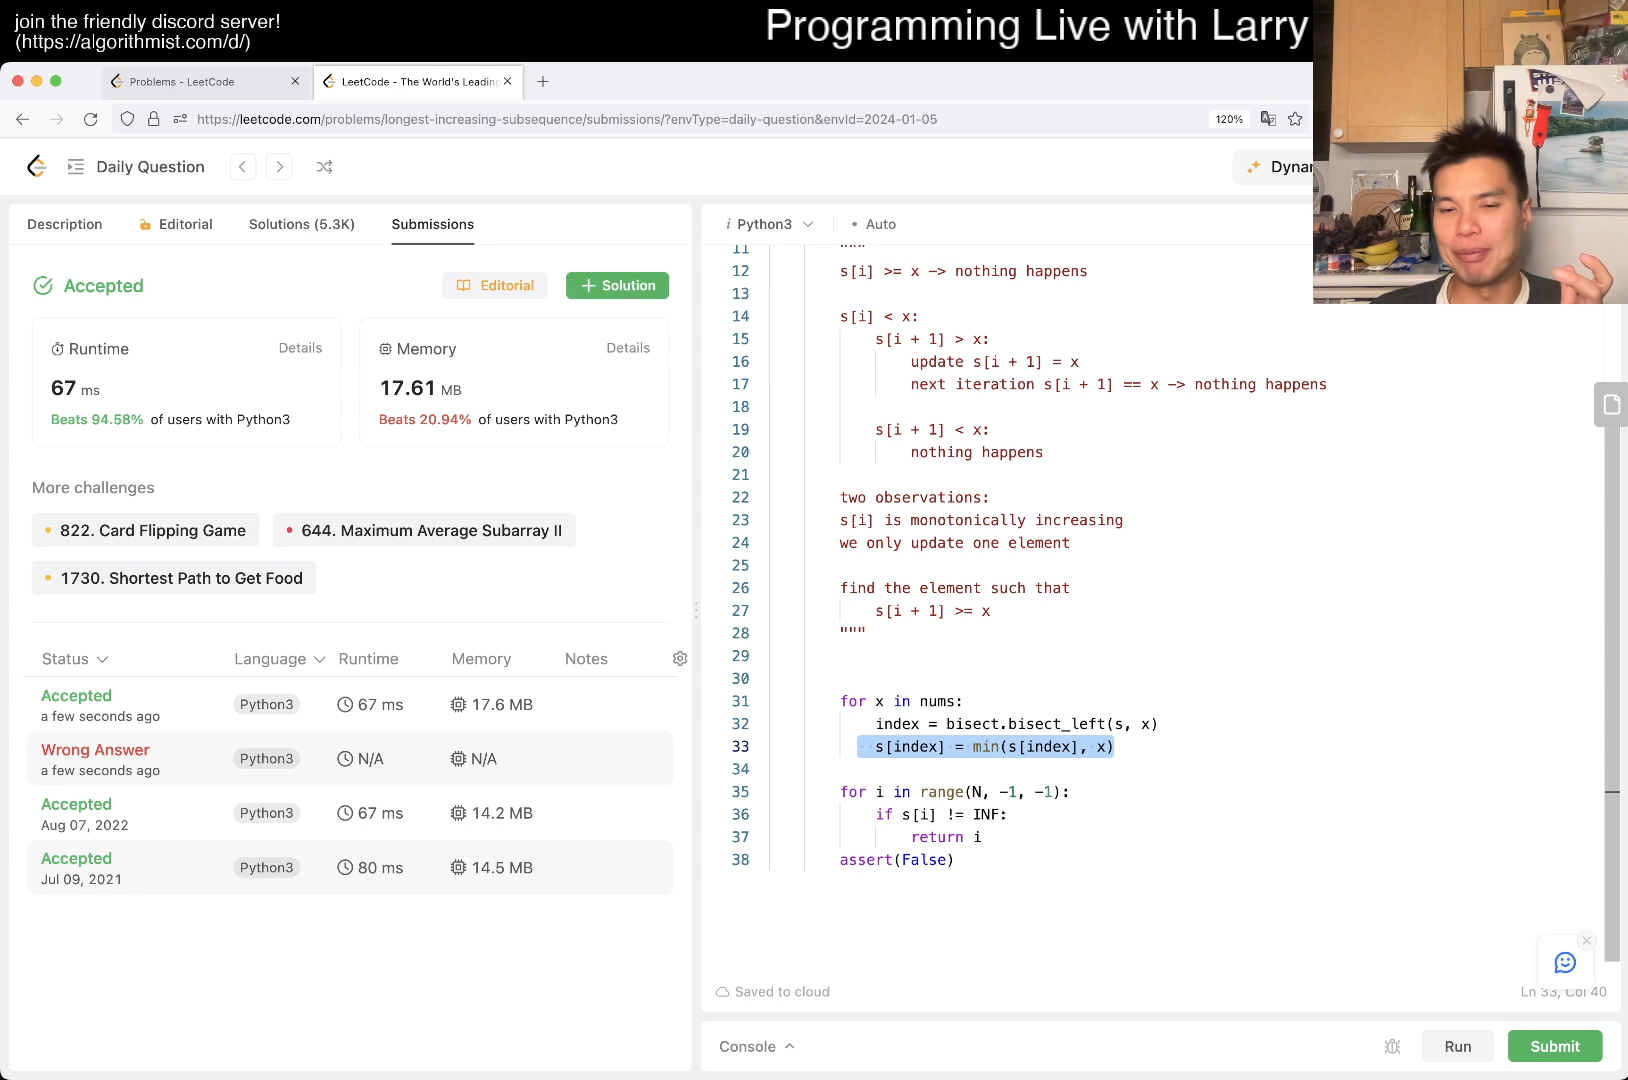 join the friendly discord server!
(https://algorithmist.com/d/)
Programming Live with Larry
Problems - LeetCode
LeetCode - The World's Leading
https://leetcode.com/problems/longest-increasing-subsequence/submissions/?envType=daily-question&envId=2024-01-05
120%
Daily Question
Dynam
Description
Editorial
Solutions (5.3K)
Submissions
Accepted
Editorial
+ Solution
Runtime
Details
67 ms
Beats 94.58% of users with Python3
Memory
Details
17.61 MB
Beats 20.94% of users with Python3
More challenges
822. Card Flipping Game
644. Maximum Average Subarray II
1730. Shortest Path to Get Food
Status Language Runtime Memory Notes
Accepted
a few seconds ago
Python3 67 ms 17.6 MB
Wrong Answer
a few seconds ago
Python3 N/A N/A
Accepted
Aug 07, 2022
Python3 67 ms 14.2 MB
Accepted
Jul 09, 2021
Python3 80 ms 14.5 MB
i Python3 • Auto
11 """
12 s[i] >= x -> nothing happens
13
14 s[i] < x:
15 s[i + 1] > x:
16 update s[i + 1] = x
17 next iteration s[i + 1] == x -> nothing happens
18
19 s[i + 1] < x:
20 nothing happens
21
22 two observations:
23 s[i] is monotonically increasing
24 we only update one element
25
26 find the element such that
27 s[i + 1] >= x
28 """
29
30
31 for x in nums:
32 index = bisect.bisect_left(s, x)
33 s[index] = min(s[index], x)
34
35 for i in range(N, -1, -1):
36 if s[i] != INF:
37 return i
38 assert(False)
Saved to cloud
Ln 33, Col 40
Console
Run
Submit